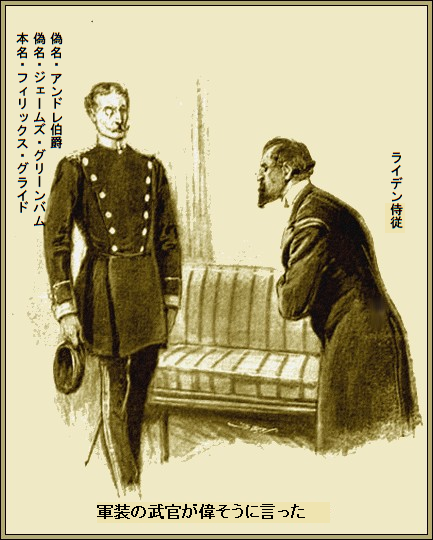 偽名・アンドレ伯爵
偽名・ジェームズ・グリーンバム
本名・フィリックス・グライド
ライデン侍従
軍装の武官が偉そうに言った